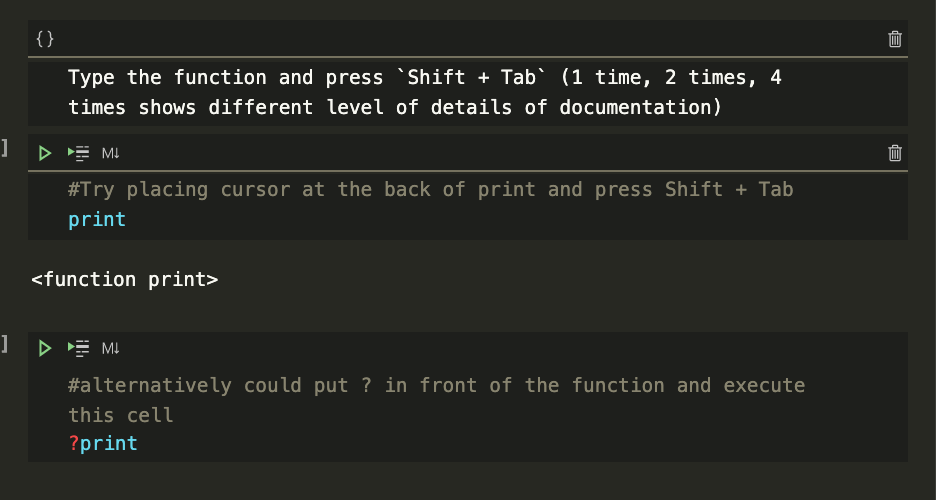 {}
Type the function and press `Shift + Tab` (1 time, 2 times, 4
times shows different level of details of documentation)
] M↓
#Try placing cursor at the back of print and press Shift + Tab
print
<function print>
] M↓
#alternatively could put ? in front of the function and execute
this cell
?print